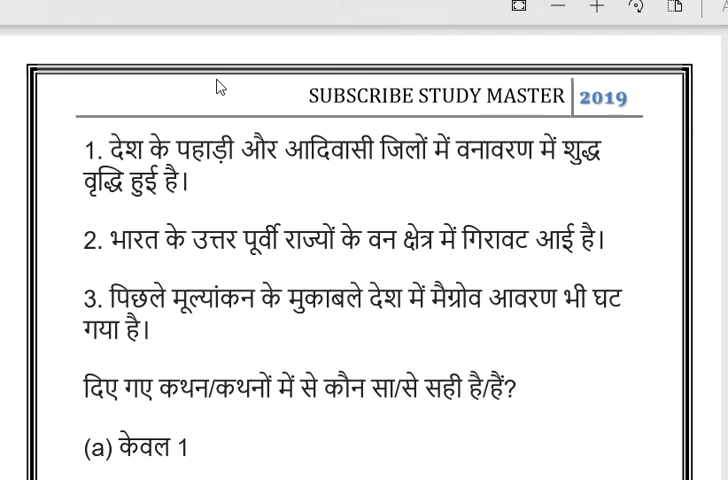 SUBSCRIBE STUDY MASTER 2019
1. देश के पहाड़ी और आदिवासी जिलों में वनावरण में शुद्ध
वृद्धि हुई है।
2. भारत के उत्तर पूर्वी राज्यों के वन क्षेत्र में गिरावट आई है।
3. पिछले मूल्यांकन के मुकाबले देश में मैग्रोव आवरण भी घट
गया है।
दिए गए कथन/कथनों में से कौन सा/से सही है/हैं?
(a) केवल 1